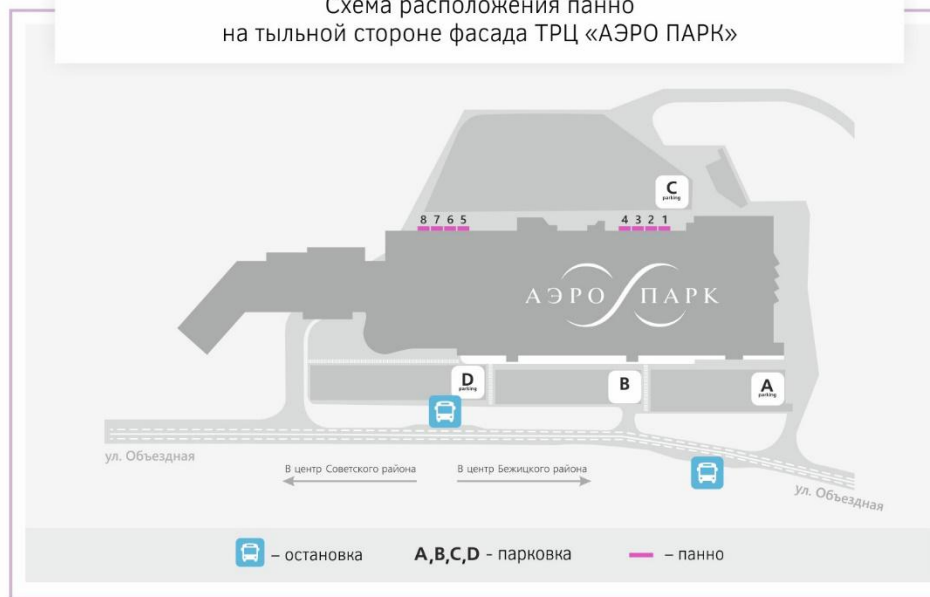 Схема расположения панно
на тыльной стороне фасада ТРЦ «АЭРО ПАРК»
C
parking
8 7 6 5
4 3 2 1
АЭРО ПАРК
D
parking
B
A
parking
ул. Объездная
В центр Советского района
В центр Бежицкого района
ул. Объездная
– остановка
A,B,C,D - парковка
– панно